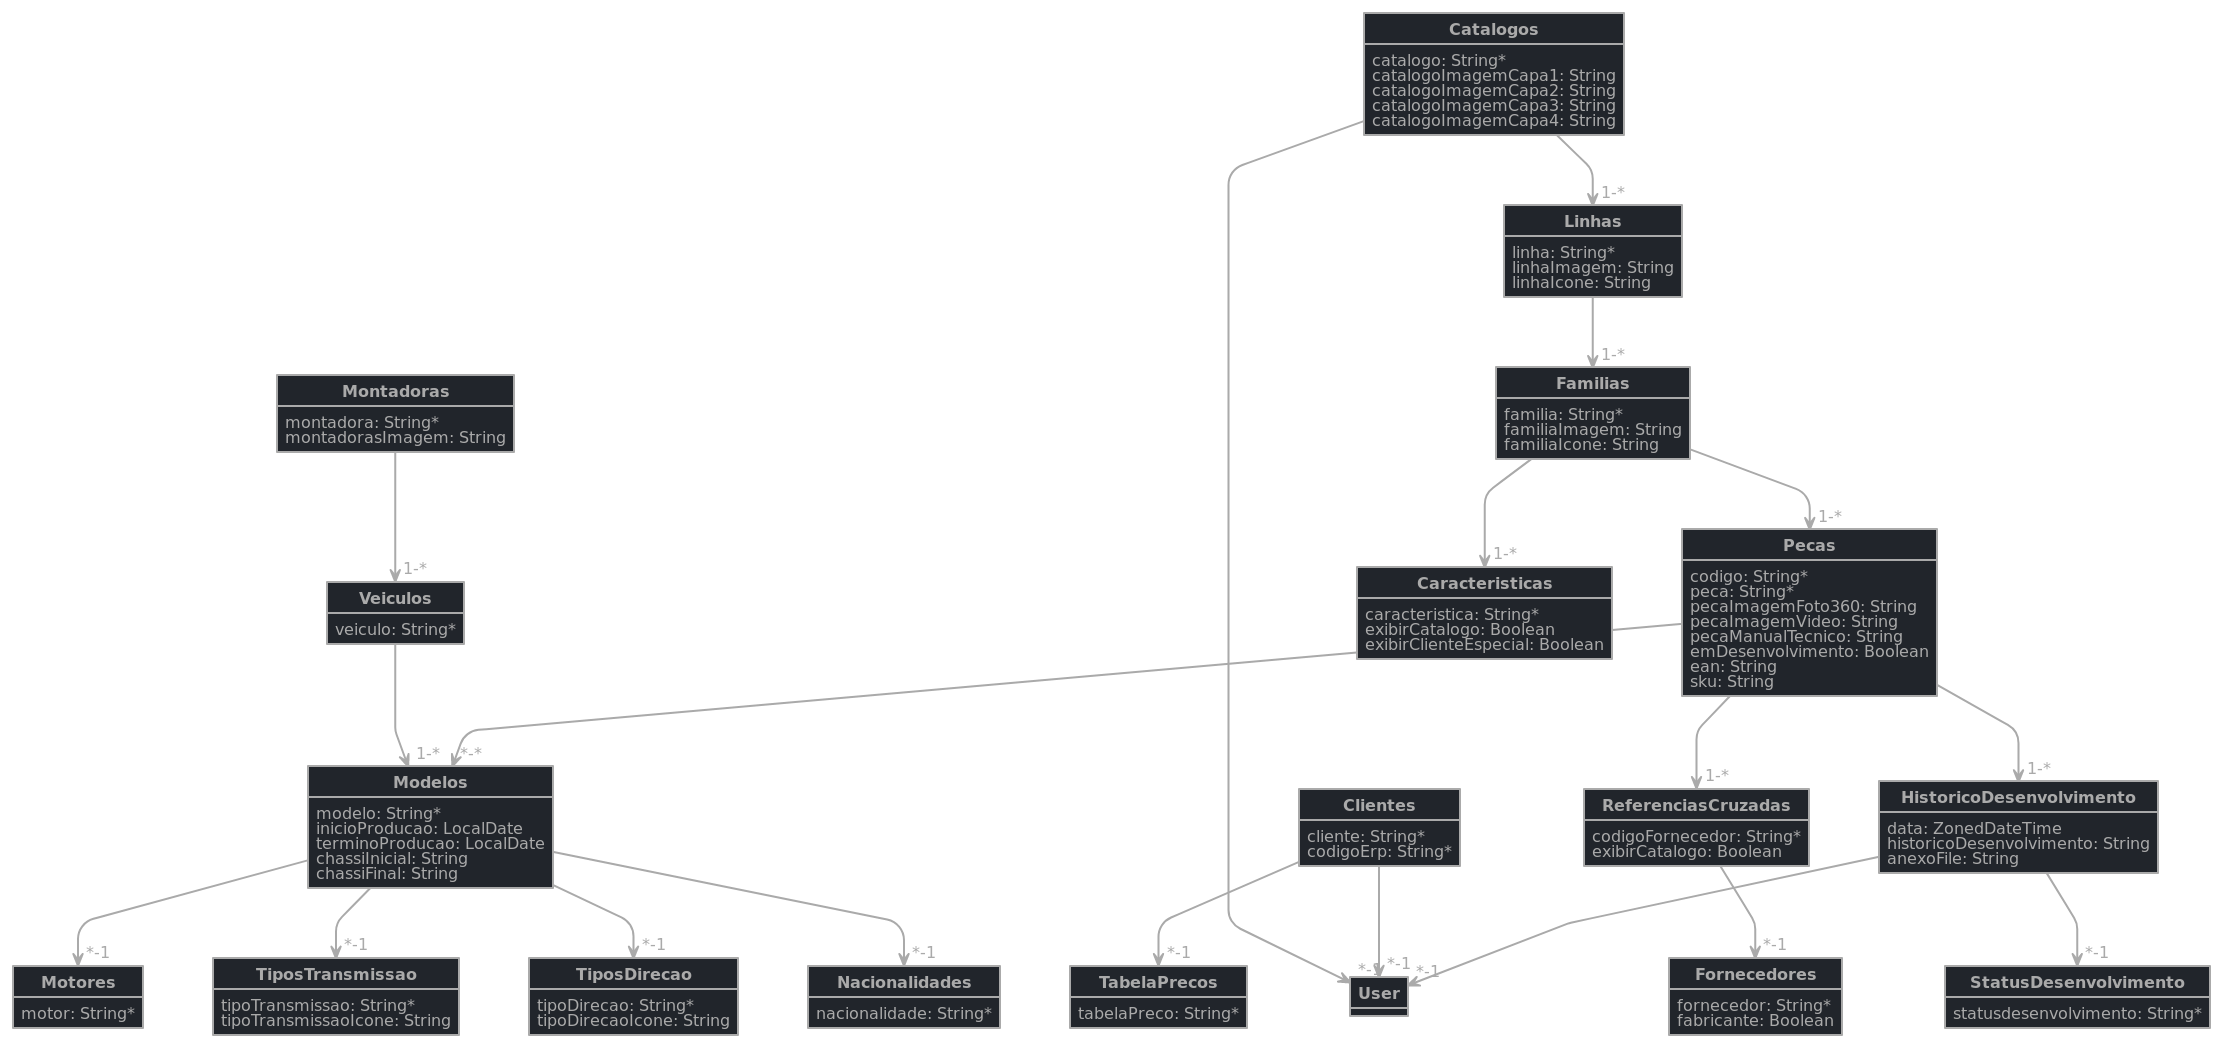 Catalogos
catalogo: String*
catalogoImagemCapa1: String
catalogoImagemCapa2: String
catalogoImagemCapa3: String
catalogoImagemCapa4: String
1-*
Linhas
linha: String*
linhaImagem: String
linhaIcone: String
1-*
Familias
familia: String*
familiaImagem: String
familiaIcone: String
Montadoras
montadora: String*
montadorasImagem: String
1-*
Pecas
codigo: String*
peca: String*
pecaImagemFoto360: String
pecaImagemVideo: String
pecaManualTecnico: String
emDesenvolvimento: Boolean
ean: String
sku: String
1-*
Caracteristicas
caracteristica: String*
exibirCatalogo: Boolean
exibirClienteEspecial: Boolean
1-*
Veiculos
veiculo: String*
1-*
*-*
Modelos
modelo: String*
inicioProducao: LocalDate
terminoProducao: LocalDate
chassiInicial: String
chassiFinal: String
Clientes
cliente: String*
codigoErp: String*
1-*
ReferenciasCruzadas
codigoFornecedor: String*
exibirCatalogo: Boolean
1-*
HistoricoDesenvolvimento
data: ZonedDateTime
historicoDesenvolvimento: String
anexoFile: String
*-1
Motores
motor: String*
*-1
TiposTransmissao
tipoTransmissao: String*
tipoTransmissaoIcone: String
*-1
TiposDirecao
tipoDirecao: String*
tipoDirecaoIcone: String
*-1
Nacionalidades
nacionalidade: String*
*-1
TabelaPrecos
tabelaPreco: String*
*-1
*-1
*-1
User
*-1
Fornecedores
fornecedor: String*
fabricante: Boolean
*-1
StatusDesenvolvimento
statusdesenvolvimento: String*